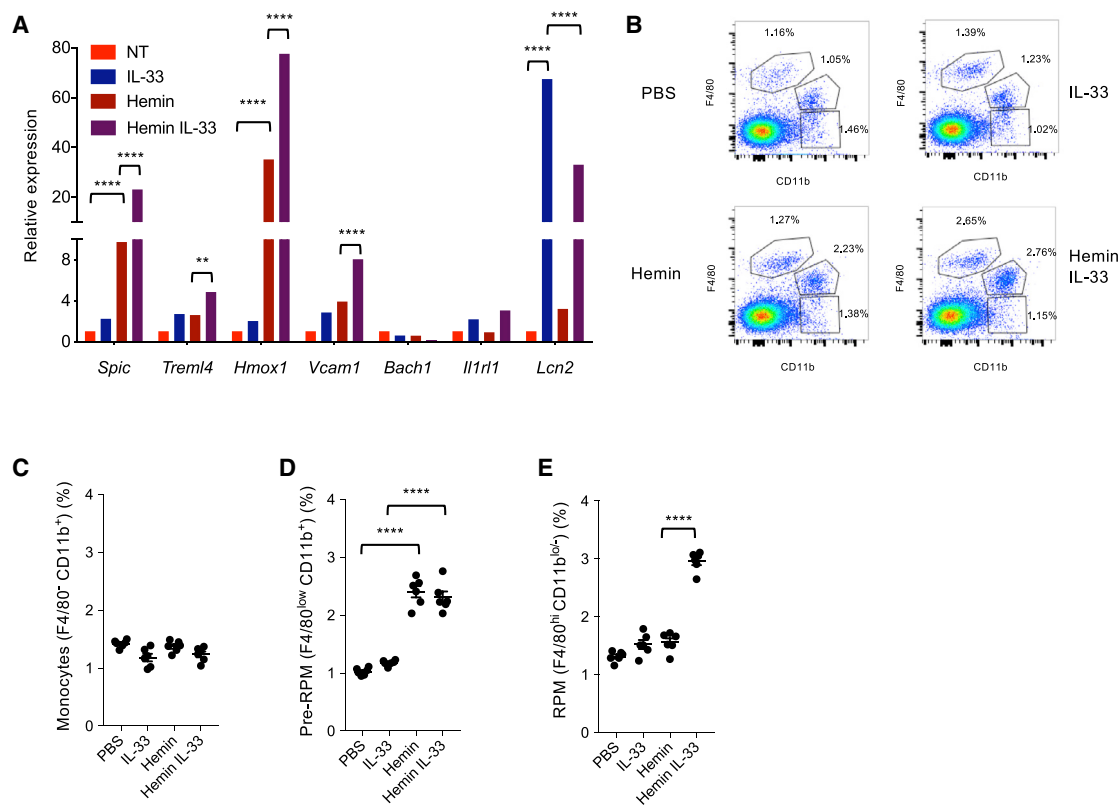 A
80
60
40
20
8
4
0
Relative expression
NT
IL-33
Hemin
Hemin IL-33
**** ****
**** ****
**
****
**** ****
Spic Treml4 Hmox1 Vcam1 Bach1 Il1rl1 Lcn2
B
PBS
F4/80
1.16%
1.05%
1.46%
CD11b
F4/80
1.39%
1.23%
1.02%
CD11b
IL-33
Hemin
F4/80
1.27%
2.23%
1.38%
CD11b
F4/80
2.65%
2.76%
1.15%
CD11b
Hemin
IL-33
C
Monocytes (F4/80- CD11b+) (%)
4
3
2
1
0
PBS
IL-33
Hemin
Hemin IL-33
D
Pre-RPM (F4/80low CD11b+) (%)
4
3
2
1
0
****
****
PBS
IL-33
Hemin
Hemin IL-33
E
RPM (F4/80hi CD11blo/-) (%)
4
3
2
1
0
****
PBS
IL-33
Hemin
Hemin IL-33